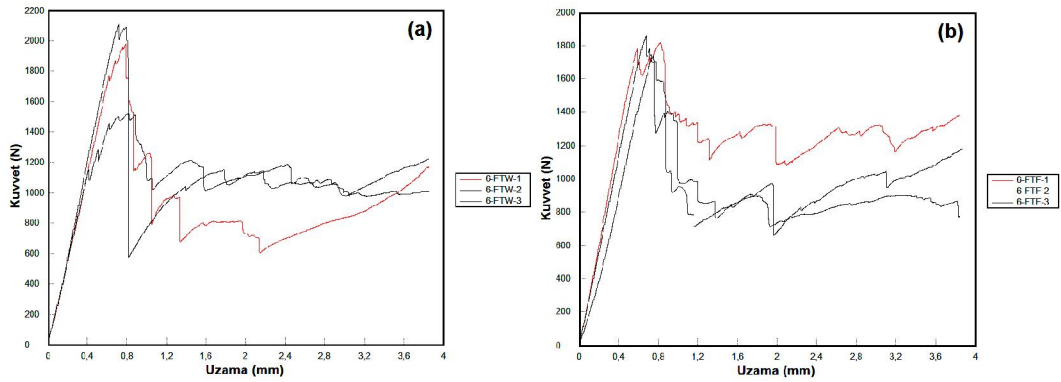 (a)
Kuvvet (N)
2200
2000
1800
1600
1400
1200
1000
800
600
400
200
0
0 0,4 0,8 1,2 1,6 2 2,4 2,8 3,2 3,6 4
Uzama (mm)
6-FTW-1
6-FTW-2
6-FTW-3
(b)
Kuvvet (N)
2000
1800
1600
1400
1200
1000
800
600
400
200
0
0 0,4 0,8 1,2 1,6 2 2,4 2,8 3,2 3,6 4
Uzama (mm)
6-FTF-1
6 FTF 2
6-FTF-3